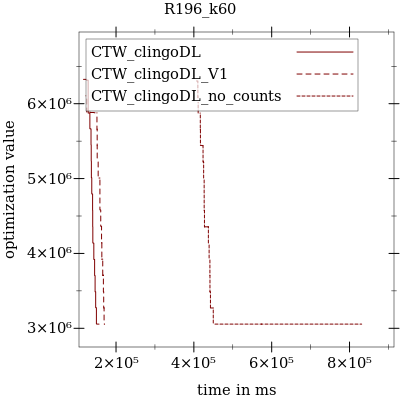 R196_k60
CTW_clingoDL
CTW_clingoDL_V1
CTW_clingoDL_no_counts
optimization value
6×10⁶
5×10⁶
4×10⁶
3×10⁶
2×10⁵ 4×10⁵ 6×10⁵ 8×10⁵
time in ms